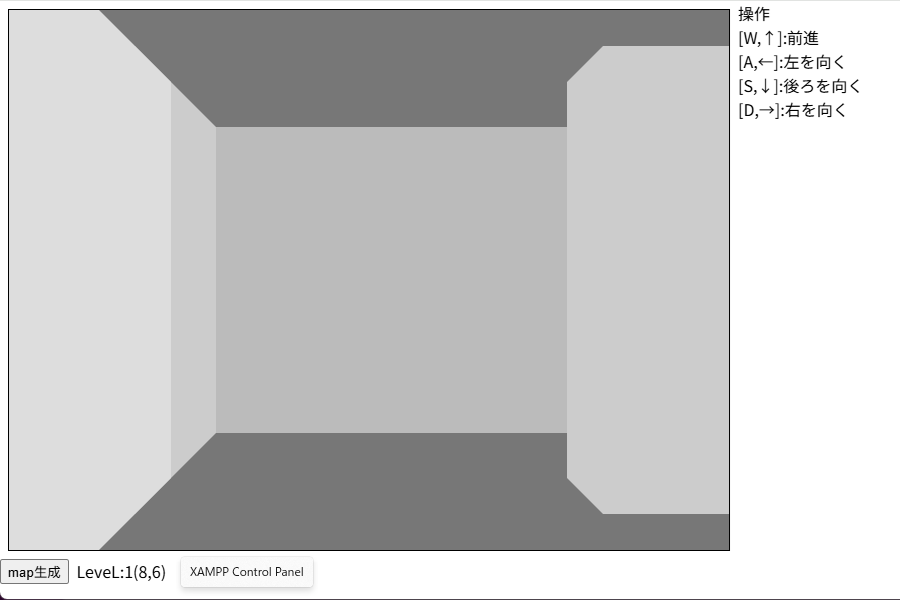 操作
[W,↑]:前進
[A,←]:左を向く
[S,↓]:後ろを向く
[D,→]:右を向く
map生成 LeveL:1(8,6) XAMPP Control Panel